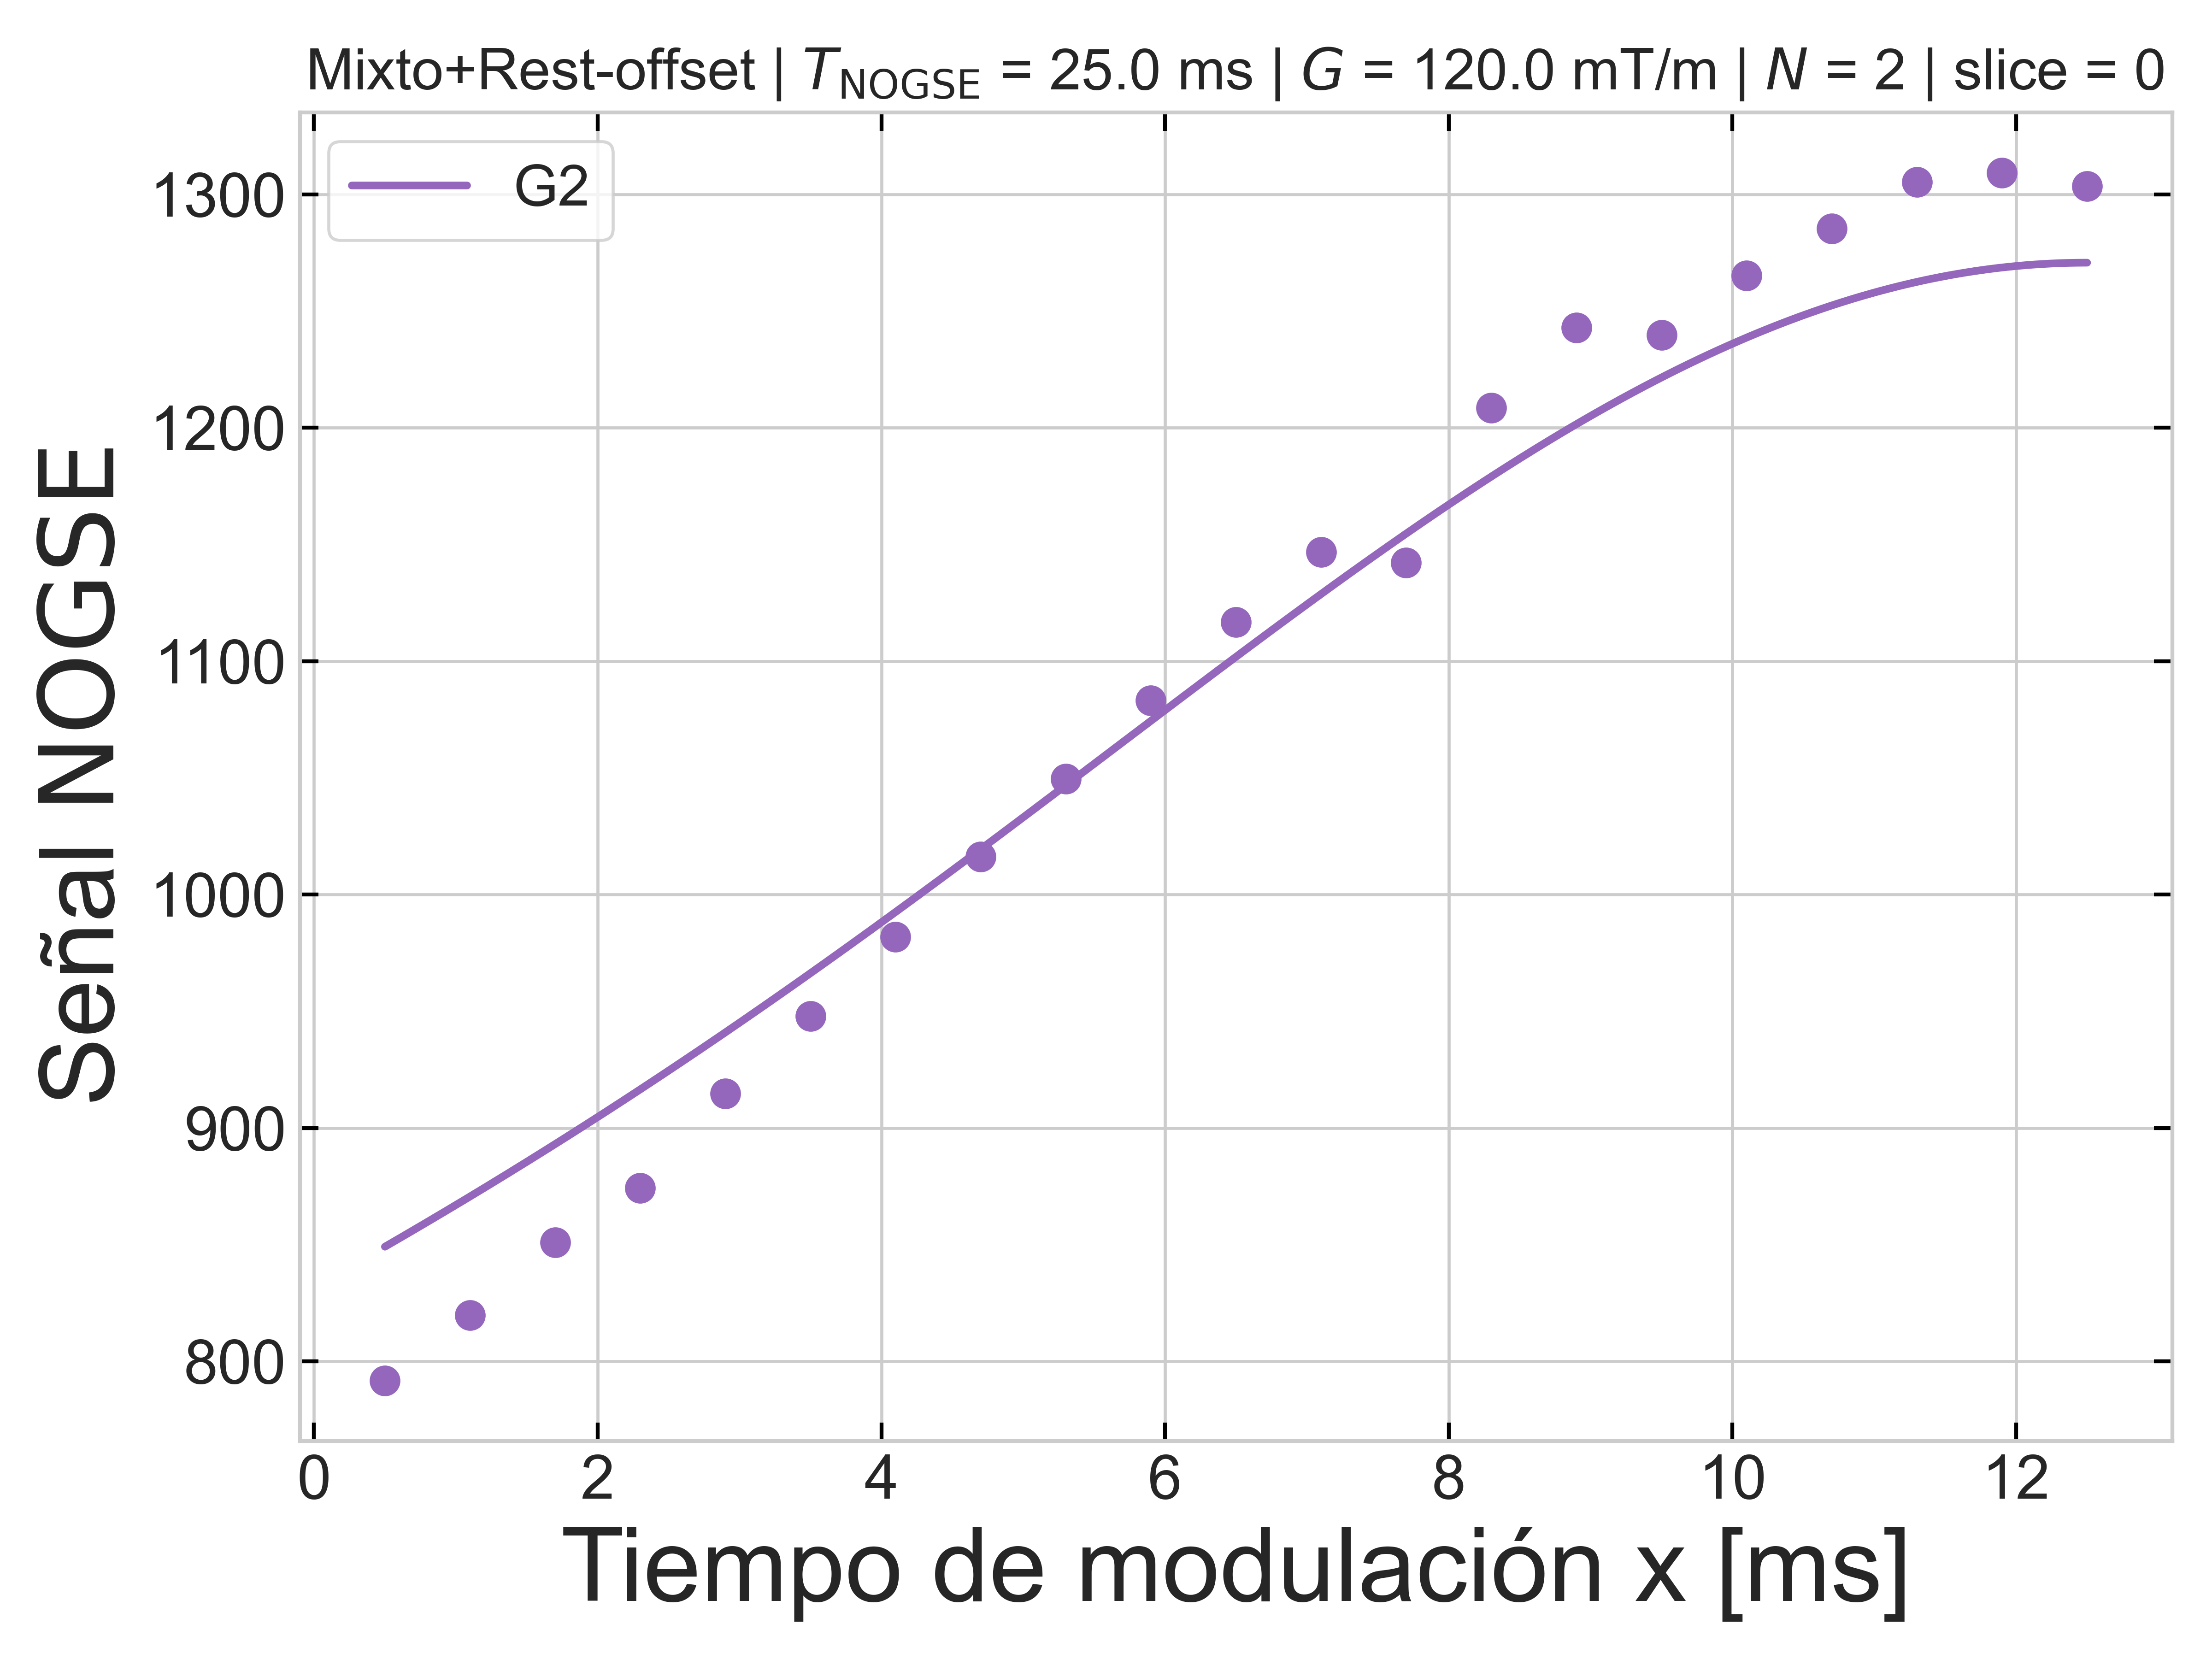 Mixto+Rest-offset | T_NOGSE = 25.0 ms | G = 120.0 mT/m | N = 2 | slice = 0
G2
1300
1200
1100
1000
900
800
Señal NOGSE
0 2 4 6 8 10 12
Tiempo de modulación x [ms]